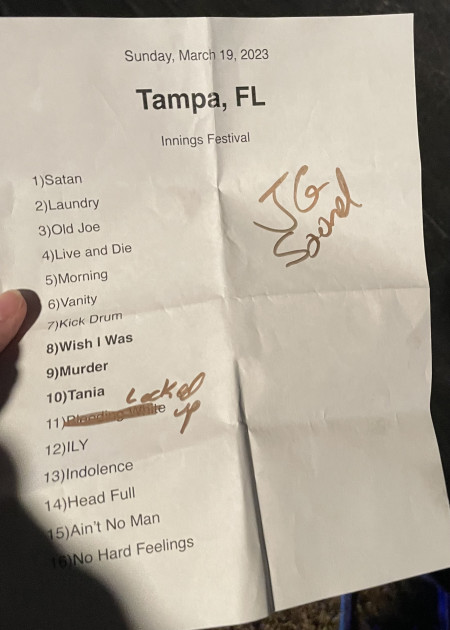 Sunday, March 19, 2023
Tampa, FL
Innings Festival
1)Satan
2)Laundry
3)Old Joe
4)Live and Die
5)Morning
6)Vanity
7)Kick Drum
8)Wish I Was
9)Murder
10)Tania
11)Bleeding White
Locked
up
12)ILY
13)Indolence
14)Head Full
15)Ain't No Man
16)No Hard Feelings
JG
Sound